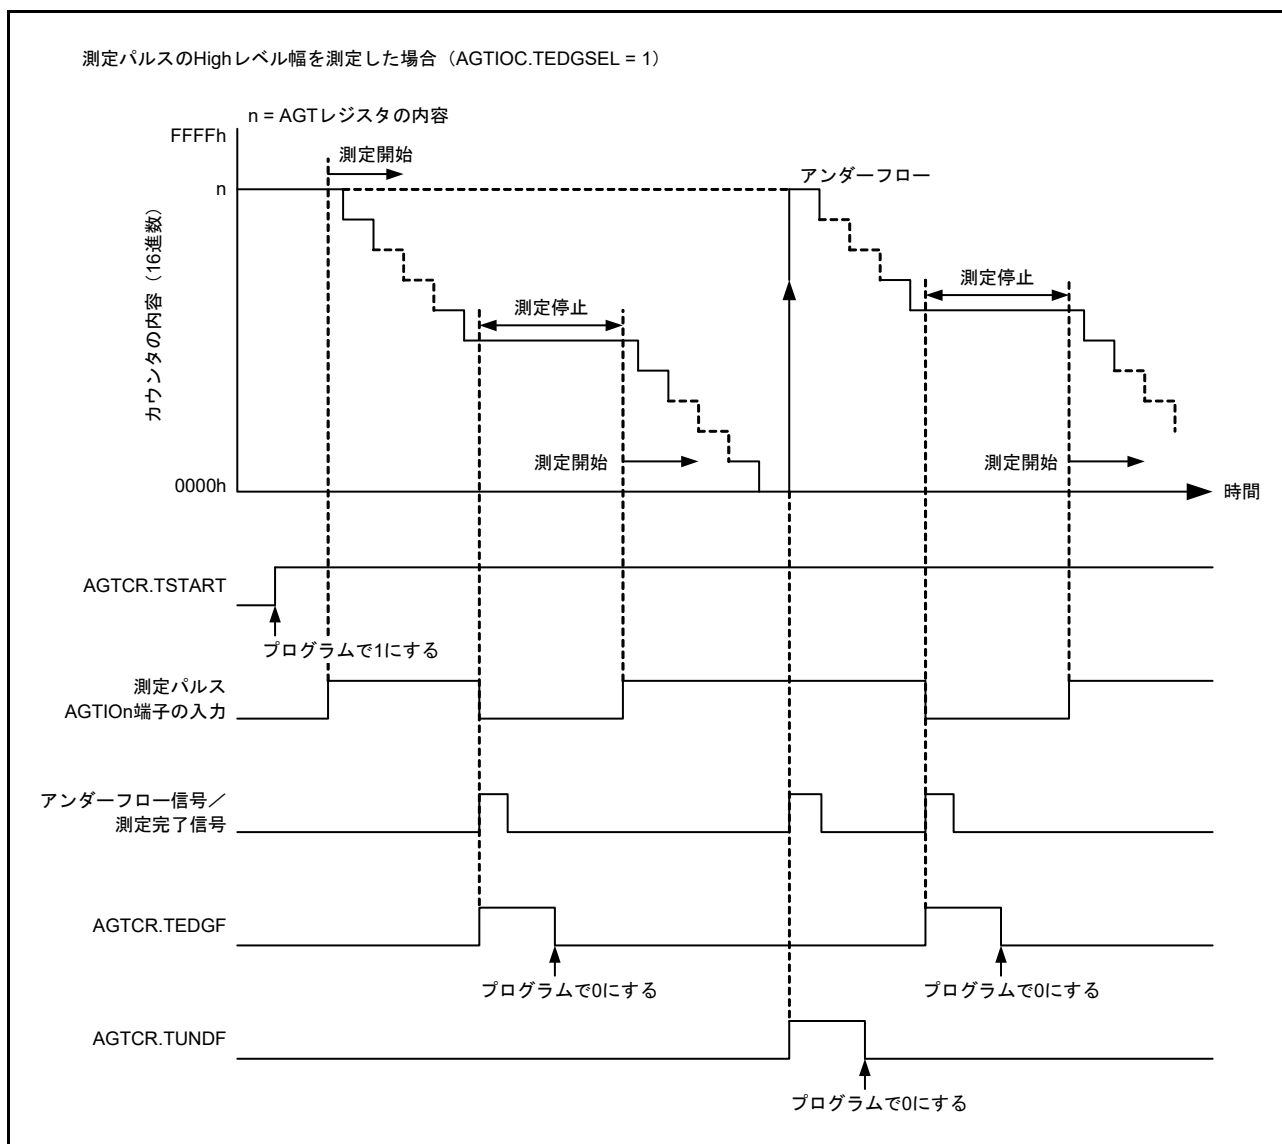 測定パルスのHighレベル幅を測定した場合（AGTIOC.TEDGSEL = 1）
n = AGTレジスタの内容
FFFFh
測定開始
アンダーフロー
n
カウンタの内容（16進数）
測定停止
測定停止
測定開始
測定開始
0000h
時間
AGTCR.TSTART
プログラムで1にする
測定パルス
AGTIOn端子の入力
アンダーフロー信号／
測定完了信号
AGTCR.TEDGF
プログラムで0にする
プログラムで0にする
AGTCR.TUNDF
プログラムで0にする